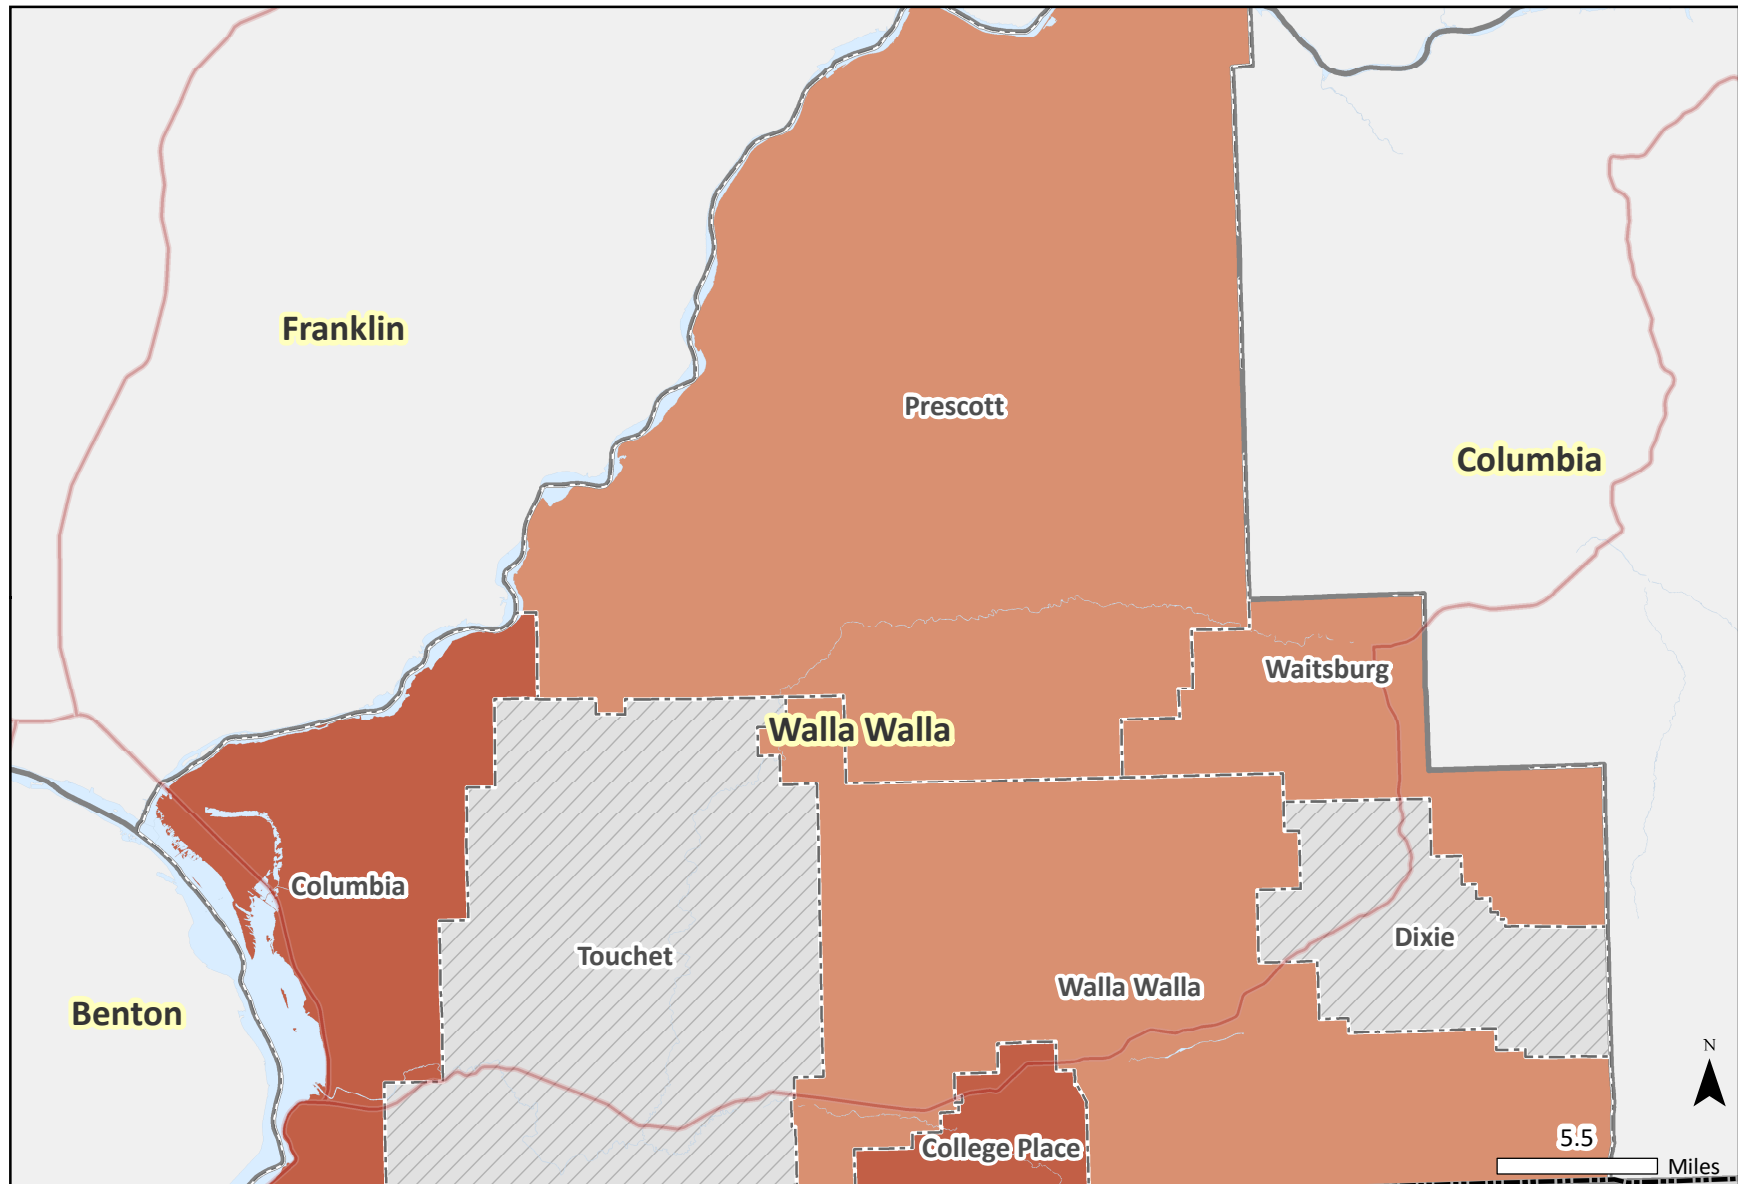 Franklin
Prescott
Columbia
Waitsburg
Walla Walla
Columbia
Touchet
Dixie
Walla Walla
Benton
N
College Place
5.5
Miles